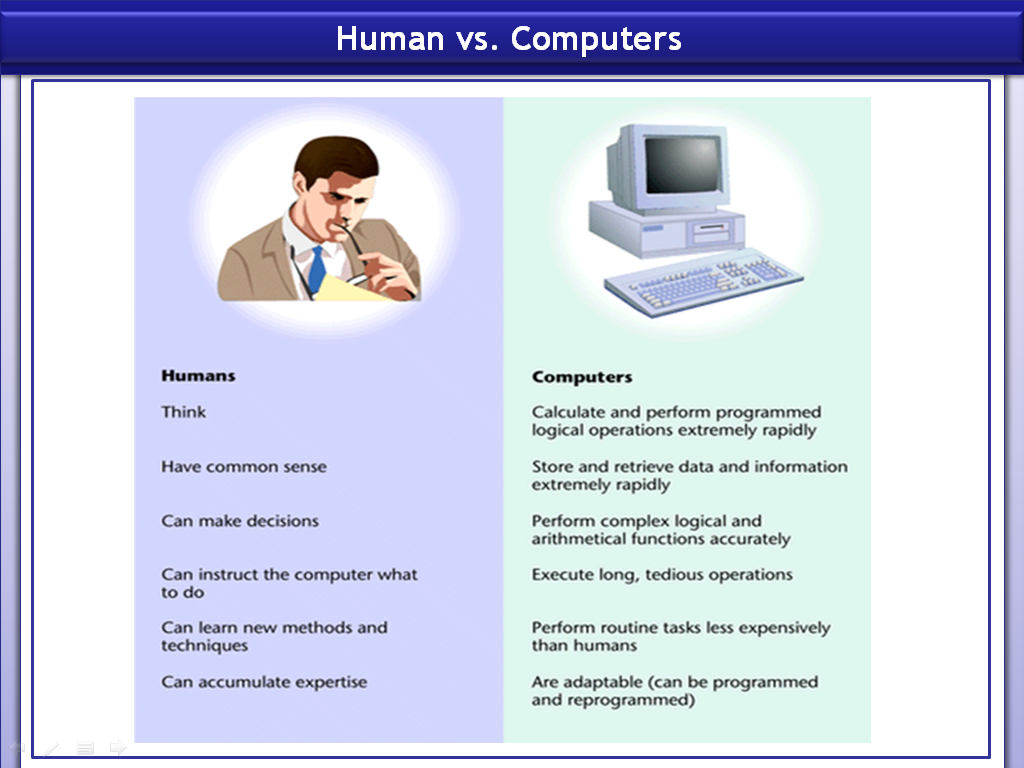 Human vs. Computers
Humans
Think
Have common sense
Can make decisions
Can instruct the computer what
to do
Can learn new methods and
techniques
Can accumulate expertise
Computers
Calculate and perform programmed
logical operations extremely rapidly
Store and retrieve data and information
extremely rapidly
Perform complex logical and
arithmetical functions accurately
Execute long, tedious operations
Perform routine tasks less expensively
than humans
Are adaptable (can be programmed
and reprogrammed)